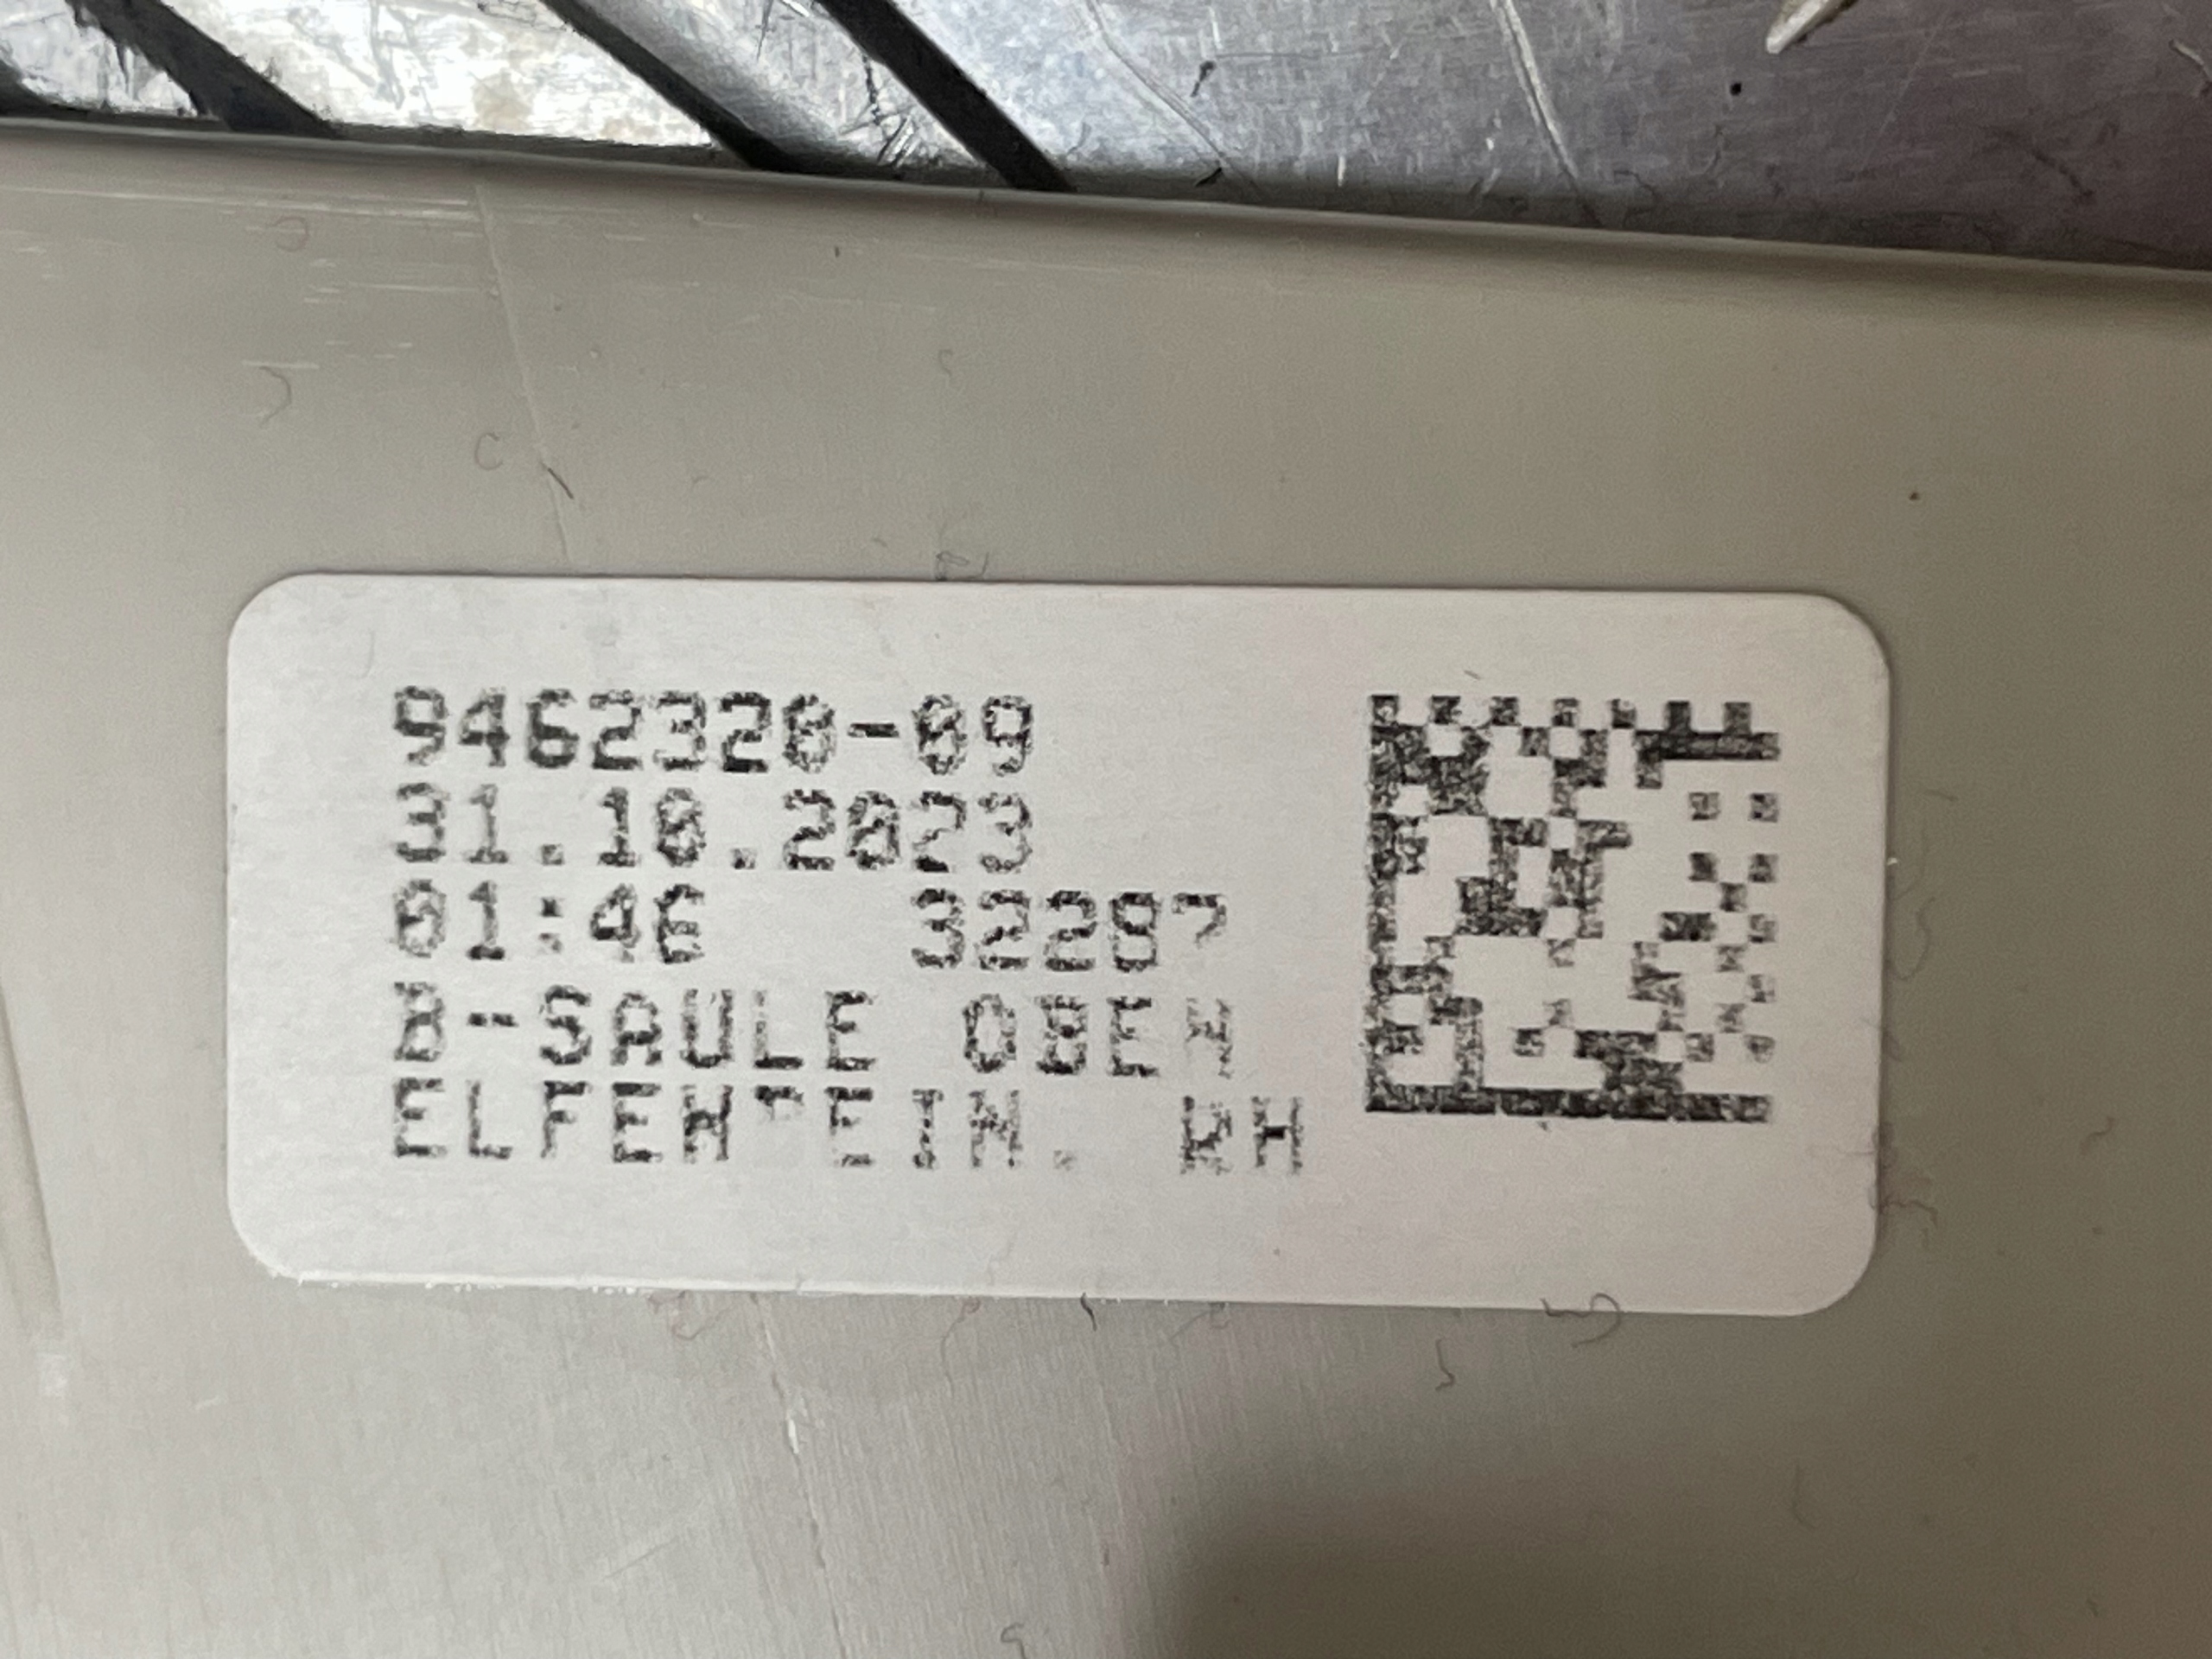 9462320-09
31.10.2023
01:46 32287
B-SAULE OBEN
ELFENBEIN. RH